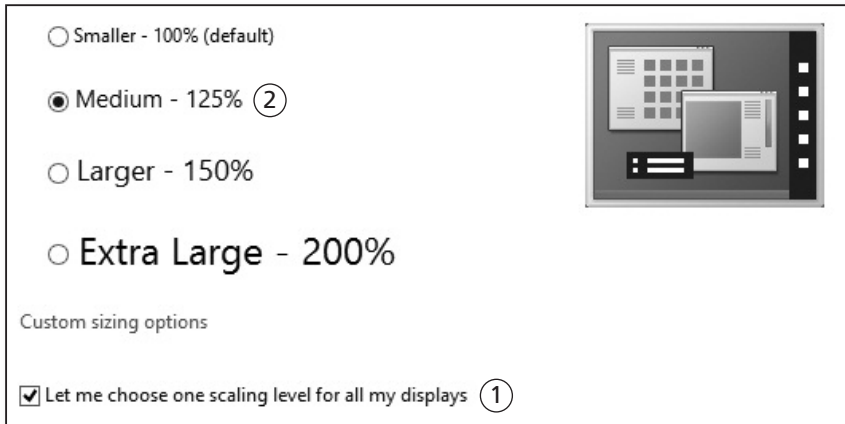 Smaller - 100% (default)
Medium - 125% ②
Larger - 150%
Extra Large - 200%
Custom sizing options
Let me choose one scaling level for all my displays ①